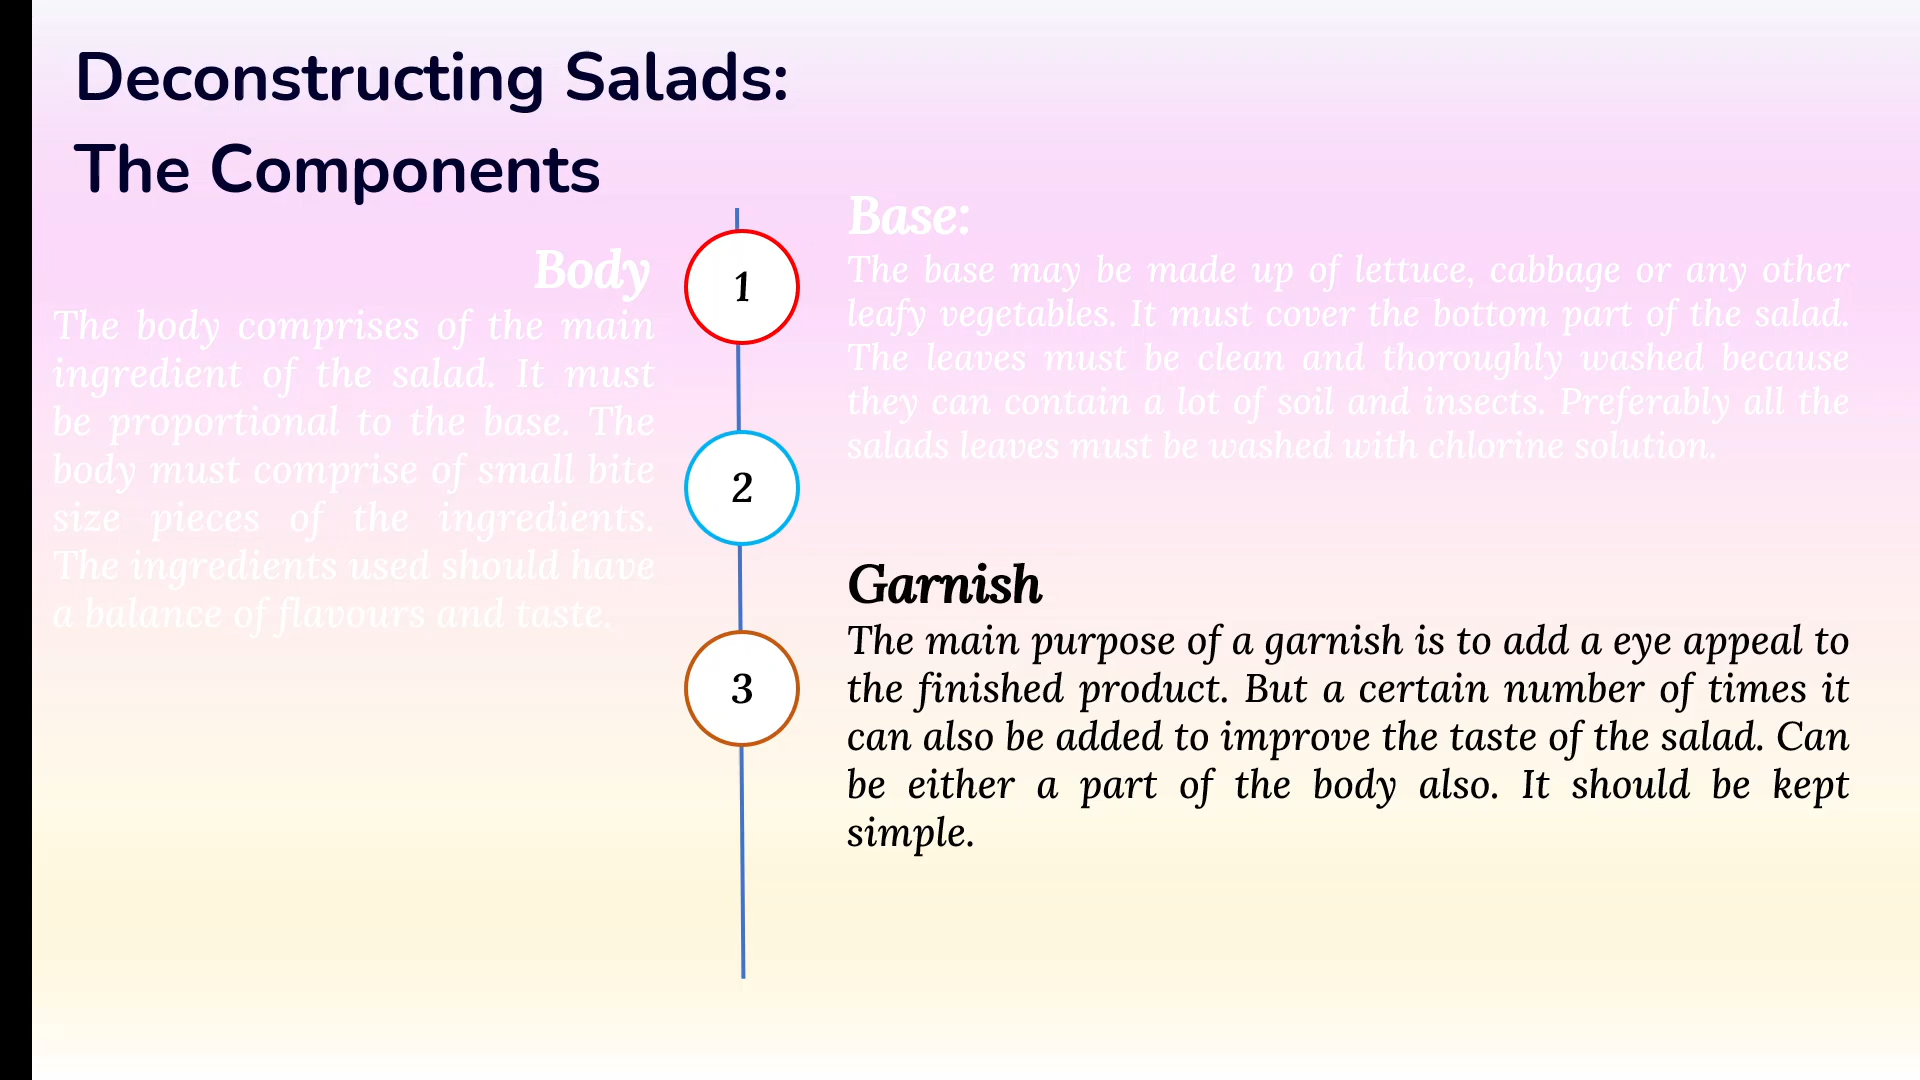 Deconstructing Salads:
The Components
1
Base:
The base may be made up of lettuce, cabbage or any other
leafy vegetables. It must cover the bottom part of the salad.
The leaves must be clean and thoroughly washed because
they can contain a lot of soil and insects. Preferably all the
salads leaves must be washed with chlorine solution.
2
Body
The body comprises of the main
ingredient of the salad. It must
be proportional to the base. The
body must comprise of small bite
size pieces of the ingredients.
The ingredients used should have
a balance of flavours and taste.
3
Garnish
The main purpose of a garnish is to add a eye appeal to
the finished product. But a certain number of times it
can also be added to improve the taste of the salad. Can
be either a part of the body also. It should be kept
simple.